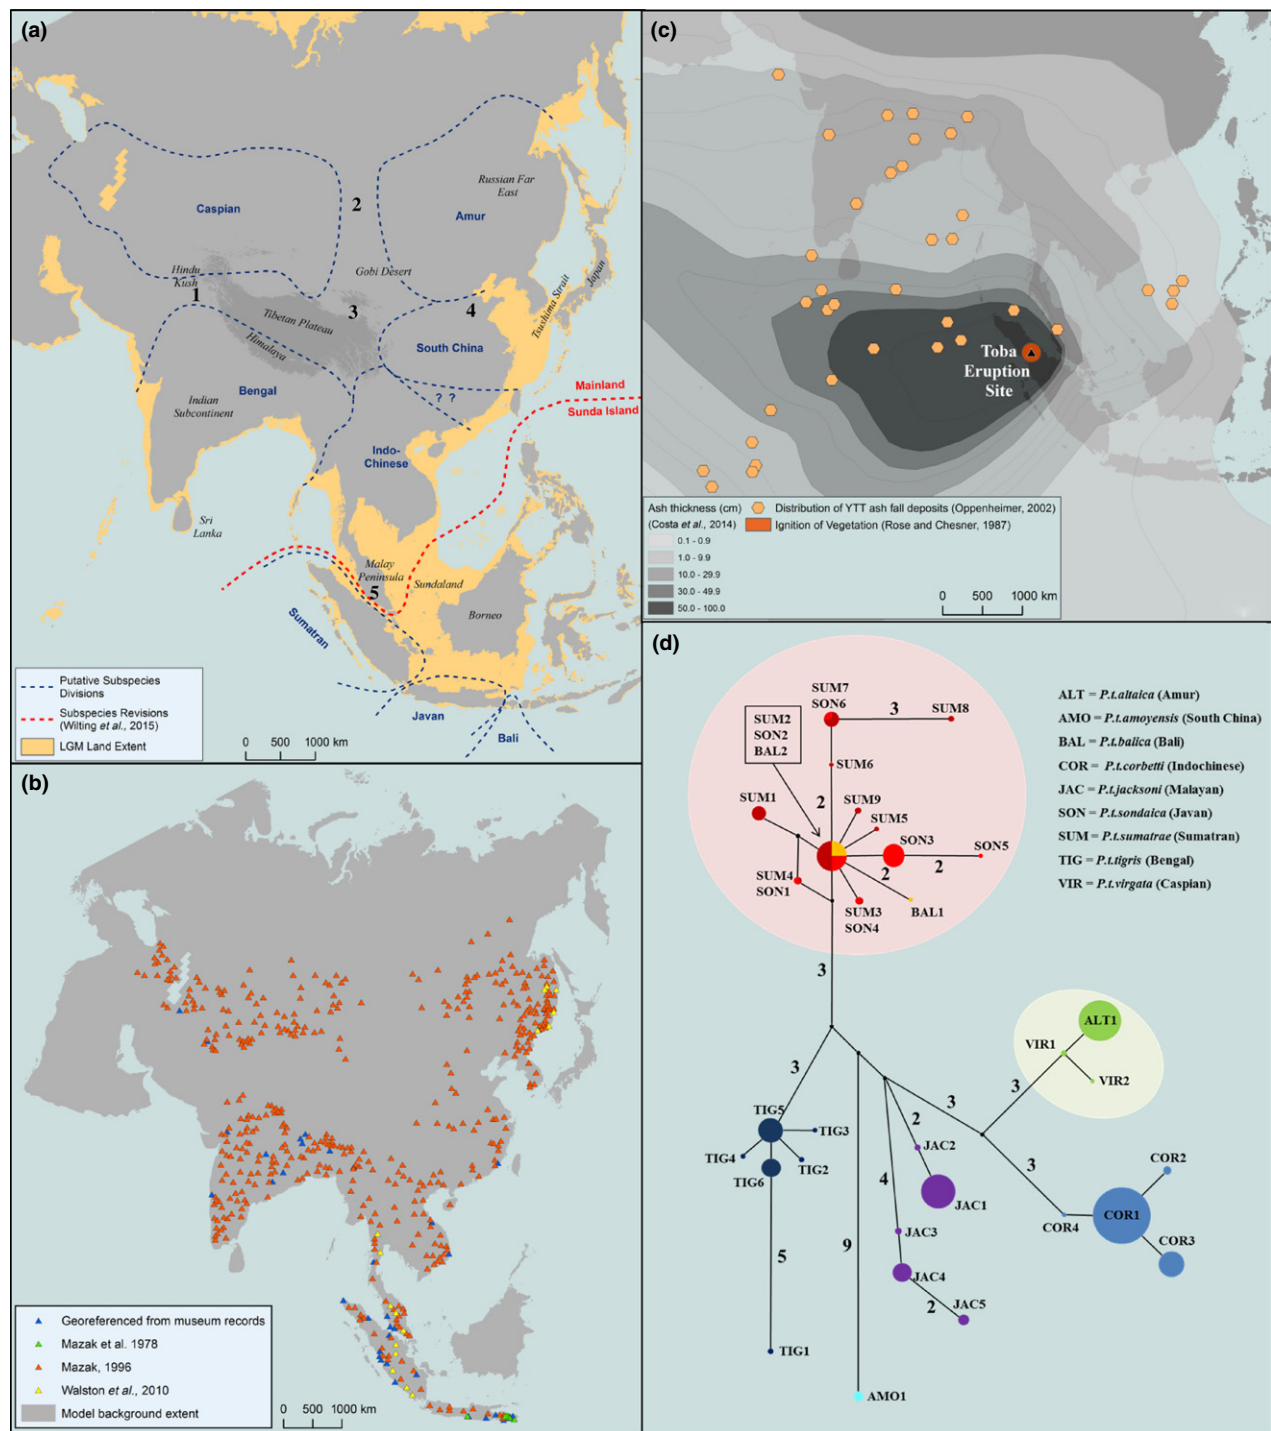 (a)
Russian Far
East
Caspian
2
Amur
Hindu
Kush
1
Gobi Desert
3
4
Tibetan Plateau
Himalaya
Tsushima Strait
Japan
South China
Bengal
Indian
Subcontinent
? ?
Mainland
Sunda Island
Indo-
Chinese
Sri
Lanka
Malay
Peninsula
5
Sundaland
Borneo
Sumatran
Javan
Bali
Putative Subspecies
Divisions
Subspecies Revisions
(Wilting et al., 2015)
LGM Land Extent
0 500 1000 km
(b)
Georeferenced from museum records
Mazak et al. 1978
Mazak, 1996
Walston et al., 2010
Model background extent
0 500 1000 km
(c)
Toba
Eruption
Site
Ash thickness (cm)
(Costa et al., 2014)
0.1 - 0.9
1.0 - 9.9
10.0 - 29.9
30.0 - 49.9
50.0 - 100.0
Distribution of YTT ash fall deposits (Oppenheimer, 2002)
Ignition of Vegetation (Rose and Chesner, 1987)
0 500 1000 km
(d)
SUM7
SON6
3
SUM8
SUM2
SON2
BAL2
SUM6
2
SUM1
SUM9
SUM5
SON3
2
2
SON5
SUM4
SON1
SUM3
SON4
BAL1
3
ALT = P.t.altaica (Amur)
AMO = P.t.amoyensis (South China)
BAL = P.t.balica (Bali)
COR = P.t.corbetti (Indochinese)
JAC = P.t.jacksoni (Malayan)
SON = P.t.sondaica (Javan)
SUM = P.t.sumatrae (Sumatran)
TIG = P.t.tigris (Bengal)
VIR = P.t.virgata (Caspian)
ALT1
VIR1
VIR2
3
3
3
3
TIG5
TIG3
TIG4
TIG2
TIG6
5
TIG1
9
AMO1
2
JAC2
JAC1
4
JAC3
JAC4
2
JAC5
COR2
COR1
COR4
COR3